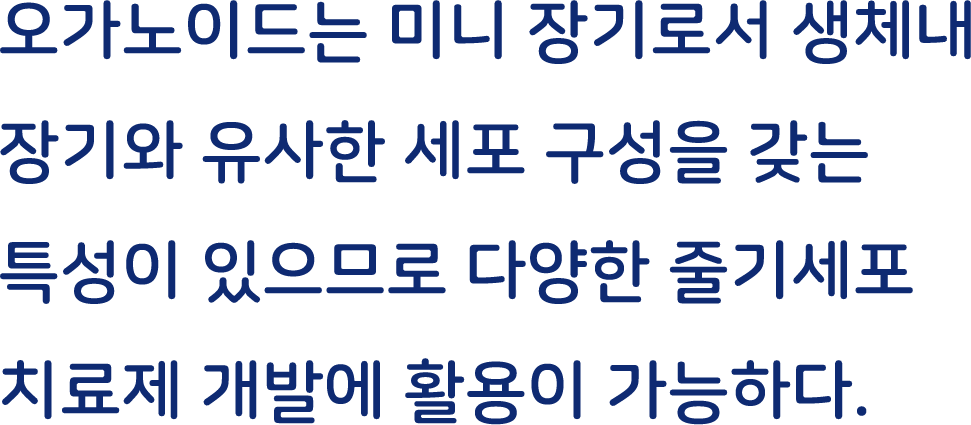 오가노이드는 미니 장기로서 생체내
장기와 유사한 세포 구성을 갖는
특성이 있으므로 다양한 줄기세포
치료제 개발에 활용이 가능하다.